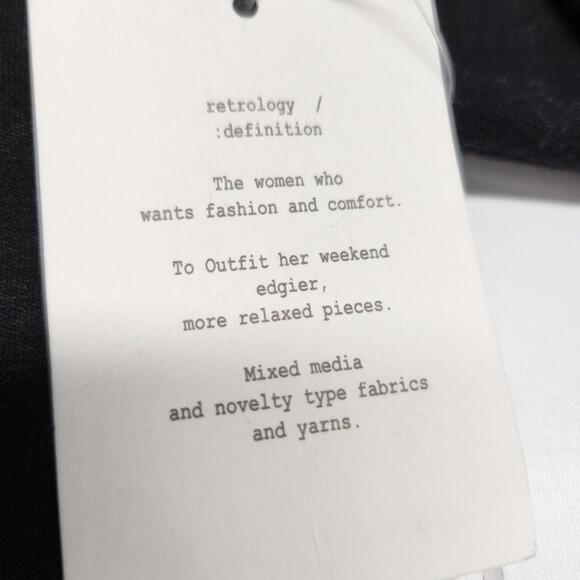 retrology /
:definition
The women who
wants fashion and comfort.
To Outfit her weekend
edgier,
more relaxed pieces.
Mixed media
and novelty type fabrics
and yarns.